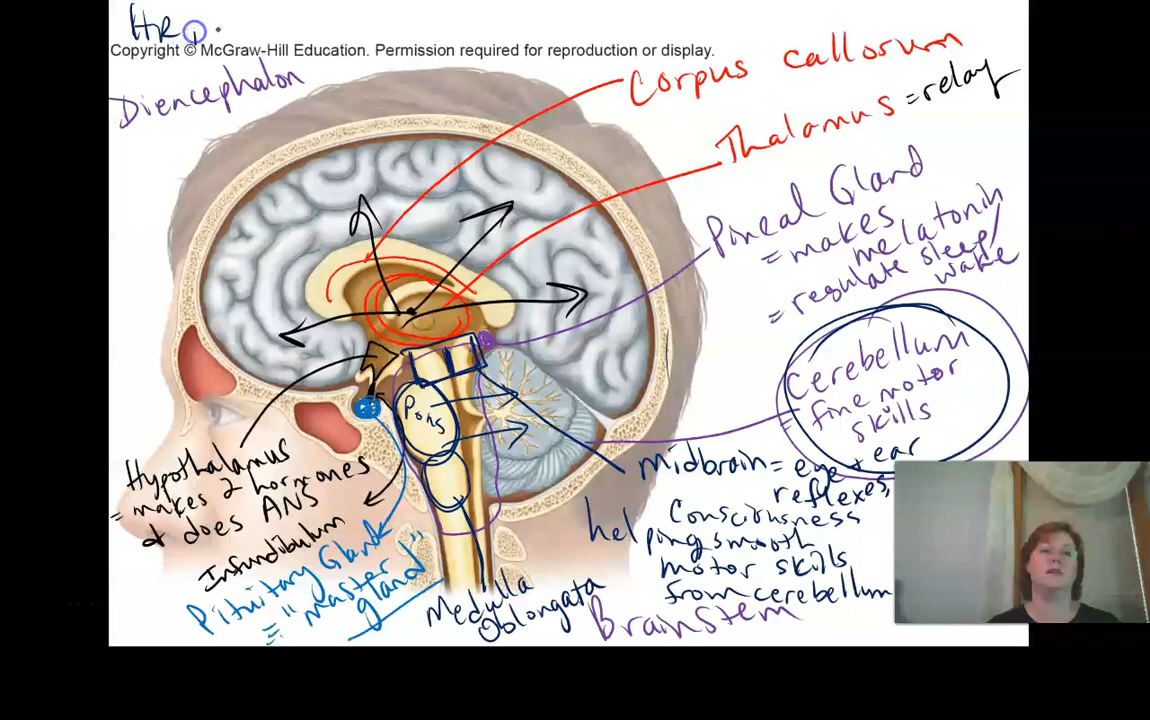 HR
Copyright © McGraw-Hill Education. Permission required for reproduction or display.
Diencephalon
Corpus callorum
Thalamus = relay
Pineal Gland
= makes
melatonin
= regulate sleep/
wake
Cerebellum
= fine motor
skills
Pons
midbrain = eye + ear
reflexes,
Consciousness
helping smooth
motor skills
from cerebellum
Hypothalamus
= makes 2 hormones
& does ANS
Infundibulum
Pituitary Gland
= "master
gland"
Medulla
Oblongata
Brainstem